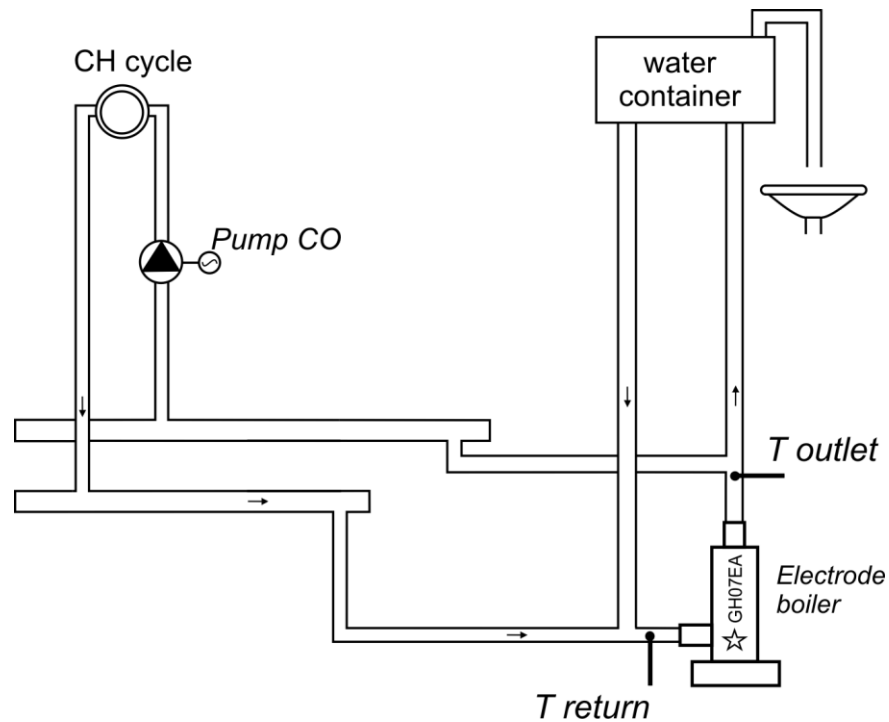 CH cycle
water
container
Pump CO
T outlet
GH07EA
Electrode
boiler
T return